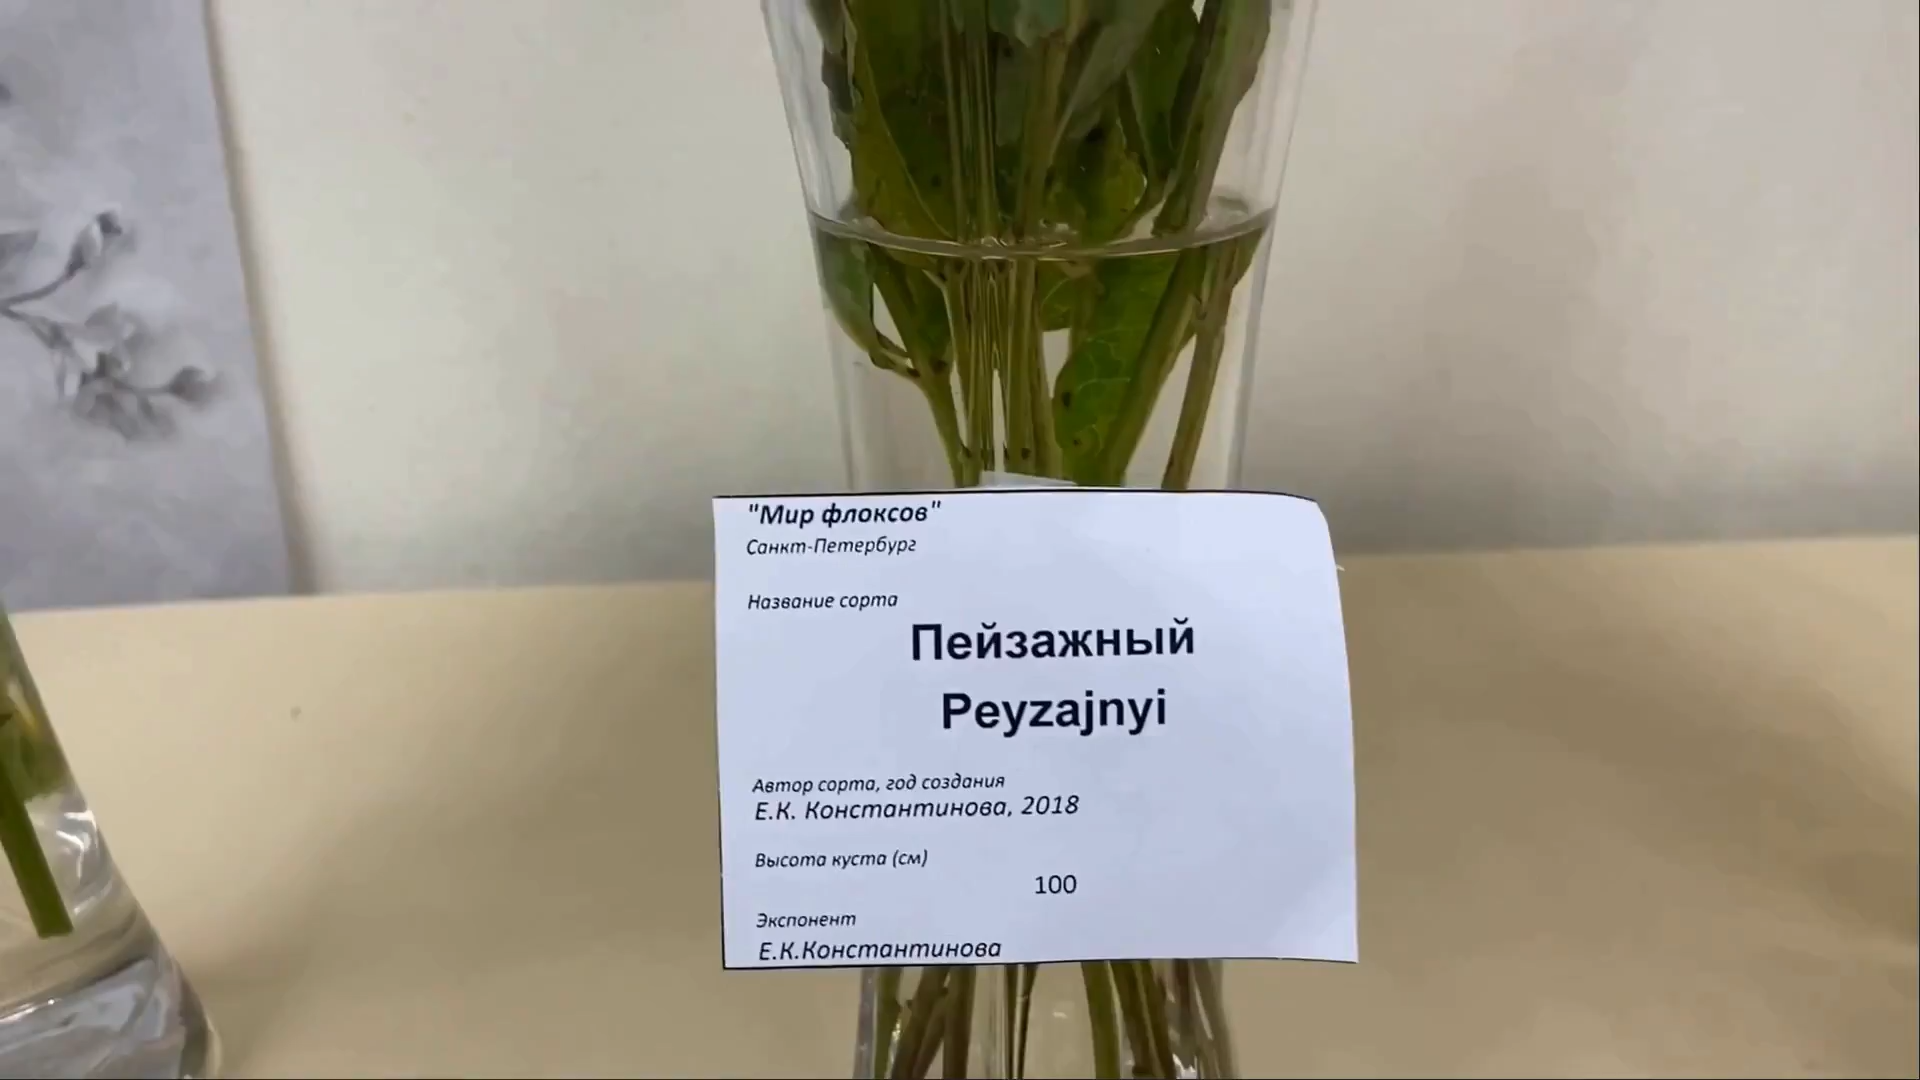 "Мир флоксов"
Санкт-Петербург
Название сорта
Пейзажный
Peyzajnyi
Автор сорта, год создания
Е.К. Константинова, 2018
Высота куста (см)
100
Экспонент
Е.К.Константинова